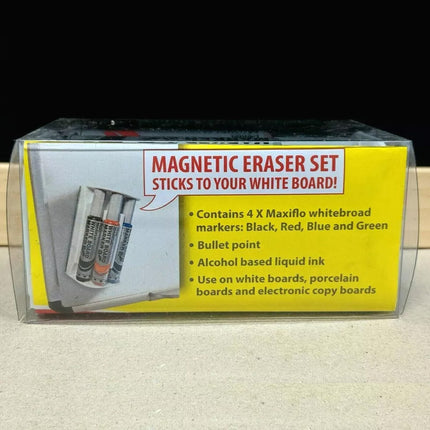 MAGNETIC ERASER SET
STICKS TO YOUR WHITE BOARD!
• Contains 4 X Maxiflo whitebroad
markers: Black, Red, Blue and Green
• Bullet point
• Alcohol based liquid ink
• Use on white boards, porcelain
boards and electronic copy boards